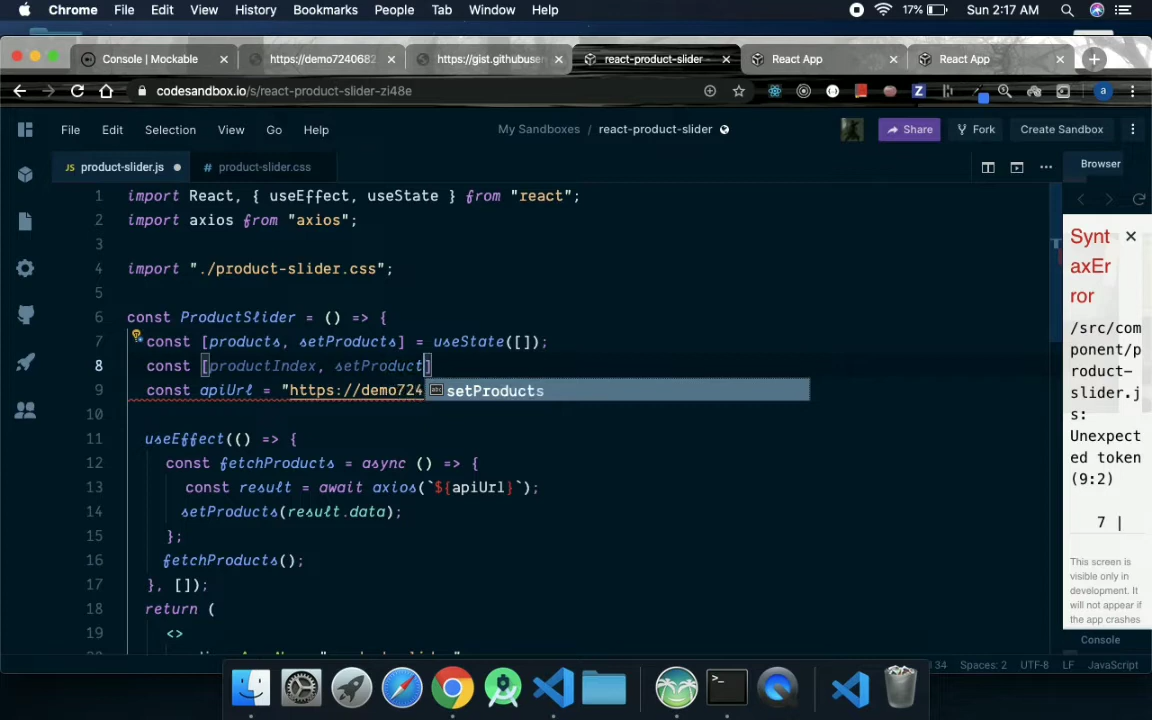 Chrome File Edit View History Bookmarks People Tab Window Help 17% Sun 2:17 AM
Console | Mockable https://demo7240682 https://gist.githubuser react-product-slider React App React App
codesandbox.io/s/react-product-slider-zi48e Z a
File Edit Selection View Go Help My Sandboxes / react-product-slider Share Fork Create Sandbox
JS product-slider.js # product-slider.css Browser
1 import React, { useEffect, useState } from "react";
2 import axios from "axios";
3
4 import "./product-slider.css";
5
6 const ProductSlider = () => {
7 const [products, setProducts] = useState([]);
8 const [productIndex, setProduct]
9 const apiUrl = "https://demo724
abc setProducts
10
11 useEffect(() => {
12 const fetchProducts = async () => {
13 const result = await axios(`${apiUrl}`);
14 setProducts(result.data);
15 };
16 fetchProducts();
17 }, []);
18 return (
19 <>
Synt
axEr
ror
/src/com
ponent/p
roduct-
slider.j
s:
Unexpect
ed token
(9:2)
7 |
This screen is
visible only in
development. It
will not appear if
the app crashes
Console
34 Spaces: 2 UTF-8 LF JavaScript